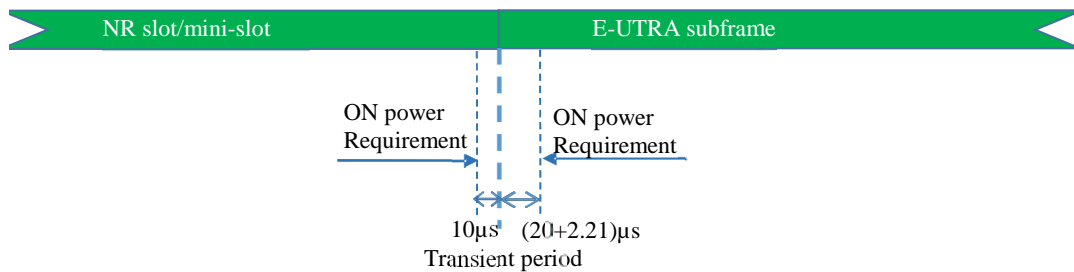 NR slot/mini-slot
E-UTRA subframe
ON power
Requirement
ON power
Requirement
10µs
(20+2.21)µs
Transient period